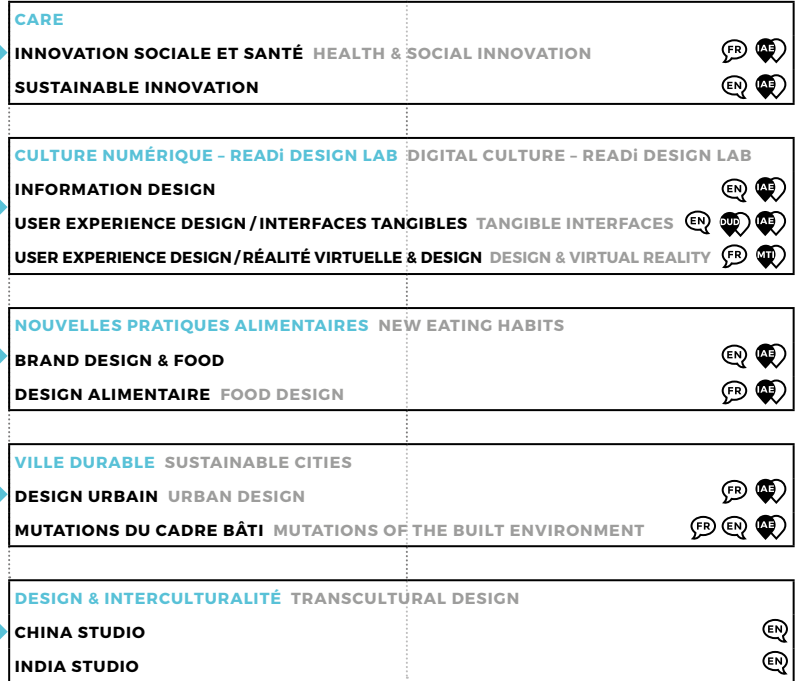 CARE
INNOVATION SOCIALE ET SANTÉ HEALTH & SOCIAL INNOVATION FR IAE
SUSTAINABLE INNOVATION EN IAE
CULTURE NUMÉRIQUE – READi DESIGN LAB DIGITAL CULTURE – READi DESIGN LAB
INFORMATION DESIGN EN IAE
USER EXPERIENCE DESIGN / INTERFACES TANGIBLES TANGIBLE INTERFACES EN DUD IAE
USER EXPERIENCE DESIGN / RÉALITÉ VIRTUELLE & DESIGN DESIGN & VIRTUAL REALITY FR MTI
NOUVELLES PRATIQUES ALIMENTAIRES NEW EATING HABITS
BRAND DESIGN & FOOD EN IAE
DESIGN ALIMENTAIRE FOOD DESIGN FR IAE
VILLE DURABLE SUSTAINABLE CITIES
DESIGN URBAIN URBAN DESIGN FR IAE
MUTATIONS DU CADRE BÂTI MUTATIONS OF THE BUILT ENVIRONMENT FR EN IAE
DESIGN & INTERCULTURALITÉ TRANSCULTURAL DESIGN
CHINA STUDIO EN
INDIA STUDIO EN